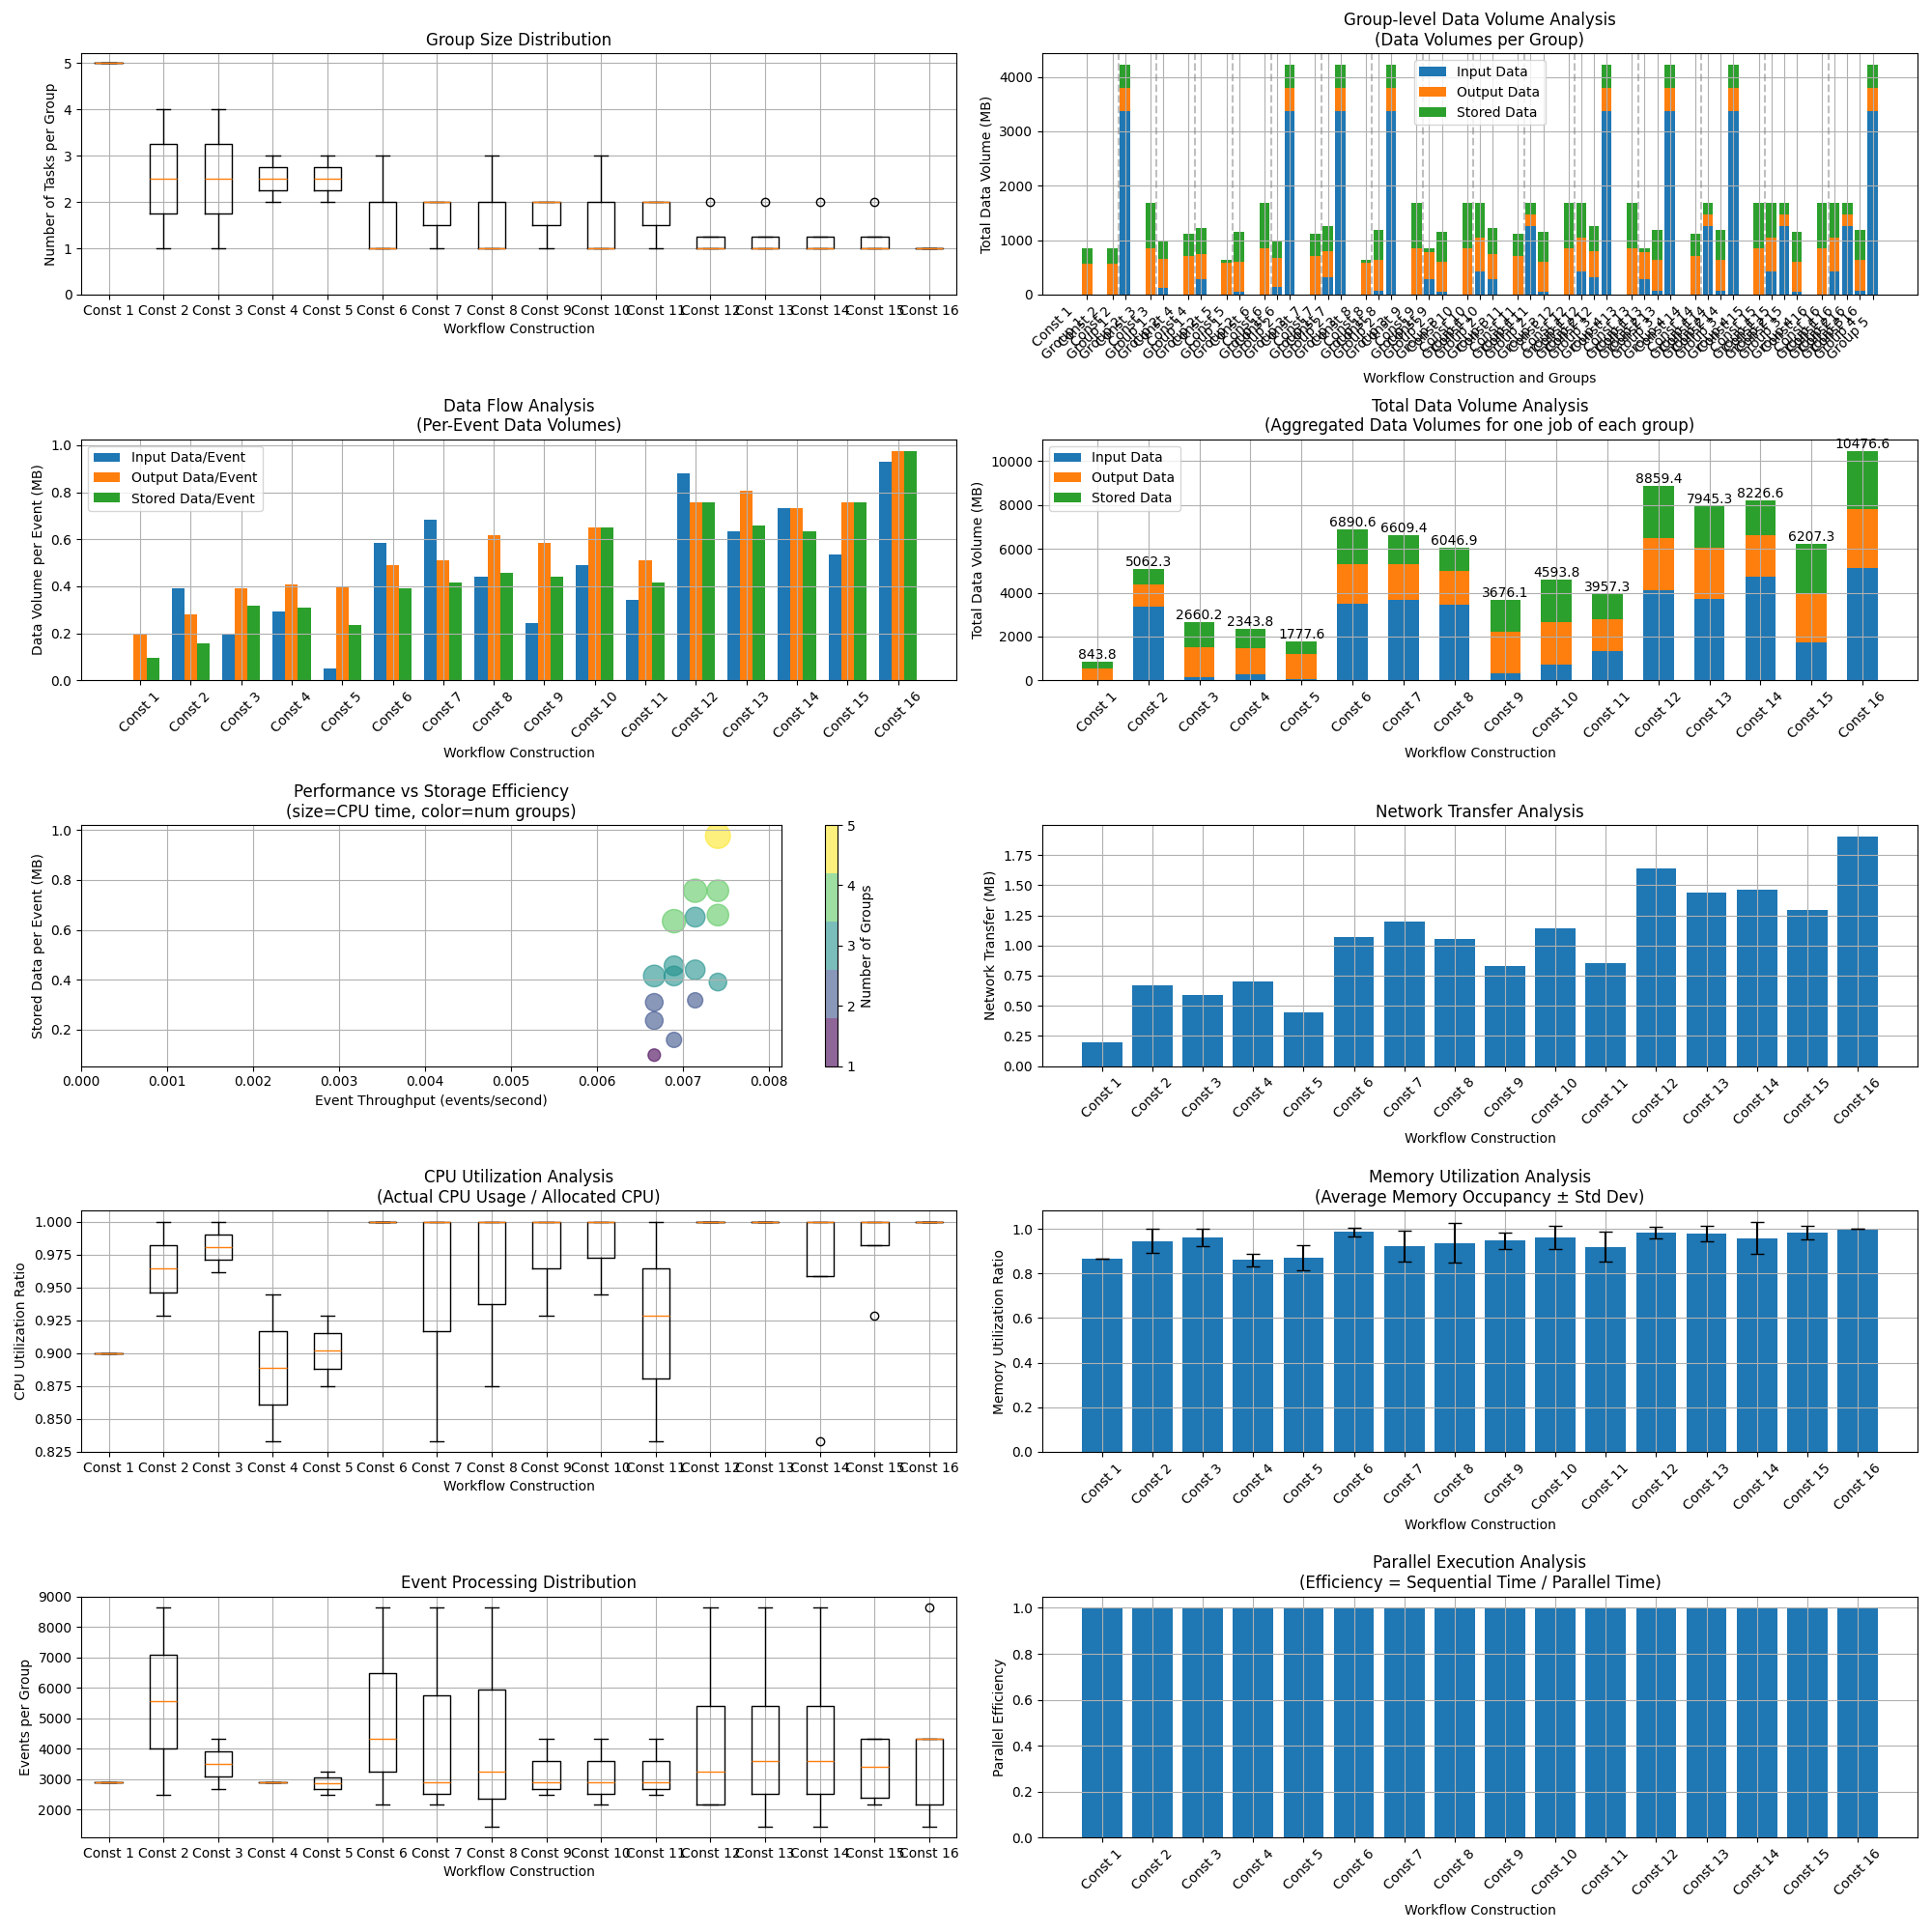 Group Size Distribution
Number of Tasks per Group
5
4
3
2
1
0
Const 1 Const 2 Const 3 Const 4 Const 5 Const 6 Const 7 Const 8 Const 9 Const 10 Const 11 Const 12 Const 13 Const 14 Const 15 Const 16
Workflow Construction
Group-level Data Volume Analysis
(Data Volumes per Group)
Total Data Volume (MB)
4000
3000
2000
1000
0
Input Data
Output Data
Stored Data
Const 1
Group 5
Workflow Construction and Groups
Data Flow Analysis
(Per-Event Data Volumes)
Data Volume per Event (MB)
1.0
0.8
0.6
0.4
0.2
0.0
Input Data/Event
Output Data/Event
Stored Data/Event
Const 1 Const 2 Const 3 Const 4 Const 5 Const 6 Const 7 Const 8 Const 9 Const 10 Const 11 Const 12 Const 13 Const 14 Const 15 Const 16
Workflow Construction
Total Data Volume Analysis
(Aggregated Data Volumes for one job of each group)
Total Data Volume (MB)
10000
8000
6000
4000
2000
0
Input Data
Output Data
Stored Data
843.8 5062.3 2660.2 2343.8 1777.6 6890.6 6609.4 6046.9 3676.1 4593.8 3957.3 8859.4 7945.3 8226.6 6207.3 10476.6
Const 1 Const 2 Const 3 Const 4 Const 5 Const 6 Const 7 Const 8 Const 9 Const 10 Const 11 Const 12 Const 13 Const 14 Const 15 Const 16
Workflow Construction
Performance vs Storage Efficiency
(size=CPU time, color=num groups)
Stored Data per Event (MB)
1.0
0.8
0.6
0.4
0.2
0.000 0.001 0.002 0.003 0.004 0.005 0.006 0.007 0.008
Event Throughput (events/second)
5
4
3
2
1
Number of Groups
Network Transfer Analysis
Network Transfer (MB)
1.75
1.50
1.25
1.00
0.75
0.50
0.25
0.00
Const 1 Const 2 Const 3 Const 4 Const 5 Const 6 Const 7 Const 8 Const 9 Const 10 Const 11 Const 12 Const 13 Const 14 Const 15 Const 16
Workflow Construction
CPU Utilization Analysis
(Actual CPU Usage / Allocated CPU)
CPU Utilization Ratio
1.000
0.975
0.950
0.925
0.900
0.875
0.850
0.825
Const 1 Const 2 Const 3 Const 4 Const 5 Const 6 Const 7 Const 8 Const 9 Const 10 Const 11 Const 12 Const 13 Const 14 Const 15 Const 16
Workflow Construction
Memory Utilization Analysis
(Average Memory Occupancy ± Std Dev)
Memory Utilization Ratio
1.0
0.8
0.6
0.4
0.2
0.0
Const 1 Const 2 Const 3 Const 4 Const 5 Const 6 Const 7 Const 8 Const 9 Const 10 Const 11 Const 12 Const 13 Const 14 Const 15 Const 16
Workflow Construction
Event Processing Distribution
Events per Group
9000
8000
7000
6000
5000
4000
3000
2000
Const 1 Const 2 Const 3 Const 4 Const 5 Const 6 Const 7 Const 8 Const 9 Const 10 Const 11 Const 12 Const 13 Const 14 Const 15 Const 16
Workflow Construction
Parallel Execution Analysis
(Efficiency = Sequential Time / Parallel Time)
Parallel Efficiency
1.0
0.8
0.6
0.4
0.2
0.0
Const 1 Const 2 Const 3 Const 4 Const 5 Const 6 Const 7 Const 8 Const 9 Const 10 Const 11 Const 12 Const 13 Const 14 Const 15 Const 16
Workflow Construction